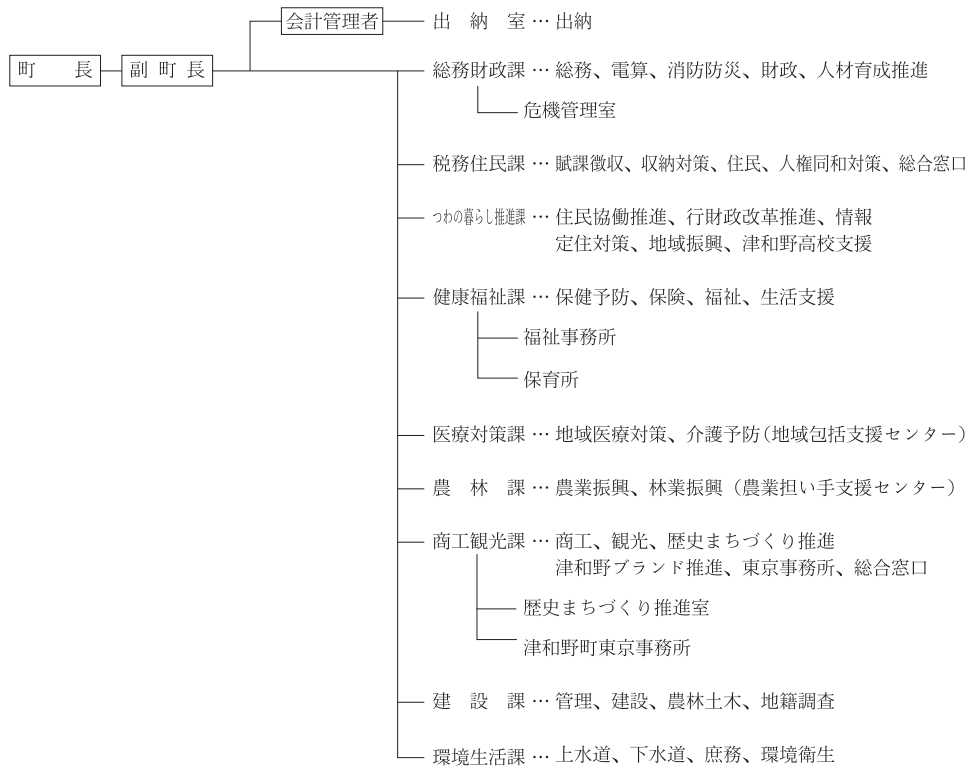 会計管理者 出納室 … 出納
町長 副町長 総務財政課 … 総務、電算、消防防災、財政、人材育成推進
危機管理室
税務住民課 … 賦課徴収、収納対策、住民、人権同和対策、総合窓口
つわの暮らし推進課 … 住民協働推進、行財政改革推進、情報
定住対策、地域振興、津和野高校支援
健康福祉課 … 保健予防、保険、福祉、生活支援
福祉事務所
保育所
医療対策課 … 地域医療対策、介護予防(地域包括支援センター)
農林課 … 農業振興、林業振興(農業担い手支援センター)
商工観光課 … 商工、観光、歴史まちづくり推進
津和野ブランド推進、東京事務所、総合窓口
歴史まちづくり推進室
津和野町東京事務所
建設課 … 管理、建設、農林土木、地籍調査
環境生活課 … 上水道、下水道、庶務、環境衛生